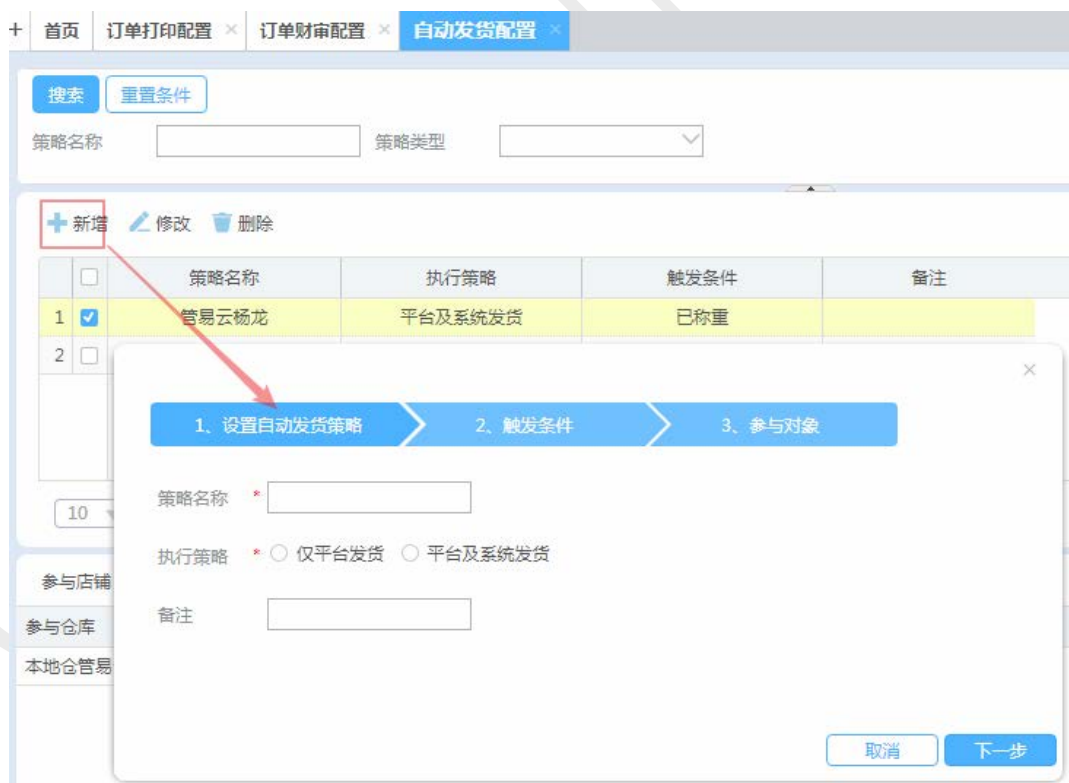 + 首页 订单打印配置 × 订单财审配置 × 自动发货配置 ×
搜索 重置条件
策略名称 策略类型
新增 修改 删除
策略名称 执行策略 触发条件 备注
1 管易云杨龙 平台及系统发货 已称重
2
×
1、设置自动发货策略 2、触发条件 3、参与对象
策略名称 *
10
执行策略 * 仅平台发货 平台及系统发货
参与店铺
备注
参与仓库
本地仓管易
取消 下一步